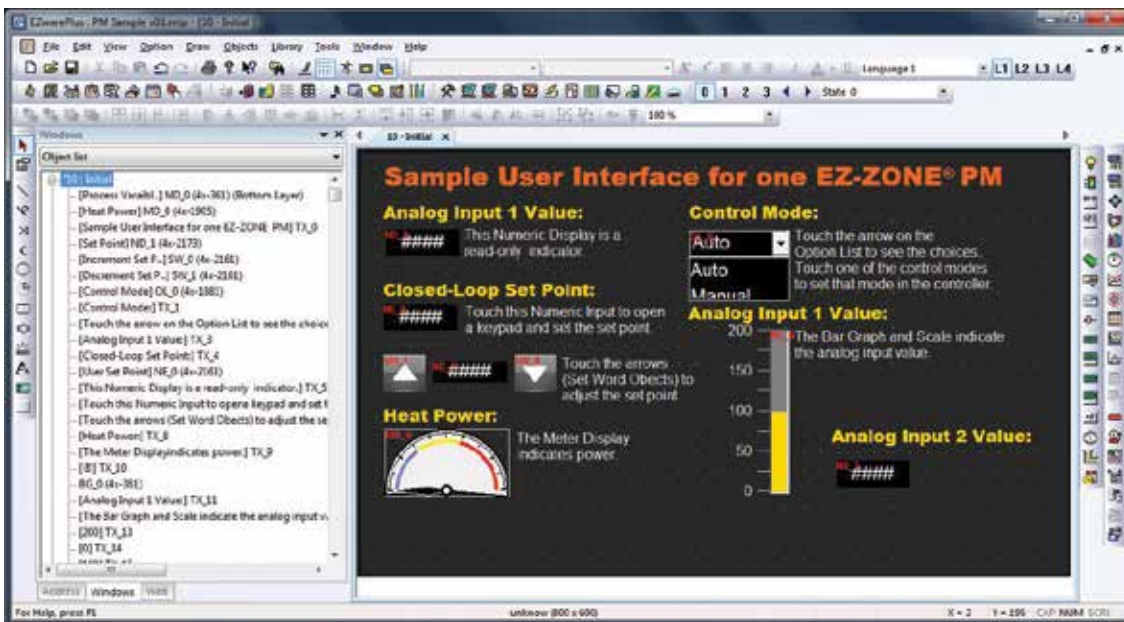 EZwarePlus : PM Sample v01.mtp - [10 - Initial]
File Edit View Option Draw Objects Library Tools Window Help
Language 1 L1 L2 L3 L4
0 1 2 3 State 0
100 %
Windows
10 - Initial
Object list
*10 : Initial
[Heat Power] MD_0 (4x-1905)
[Sample User Interface for one EZ-ZONE PM] TX_0
[Set Point] ND_1 (4x-2173)
[Increment Set P...] SW_0 (4x-2161)
[Decrement Set P...] SW_1 (4x-2161)
[Control Mode] OL_0 (4x-1881)
[Control Mode:] TX_1
[Touch the arrow on the Option List to see the choice
[Analog Input 1 Value:] TX_3
[Closed-Loop Set Point:] TX_4
[User Set Point] NE_0 (4x-2161)
[This Numeric Display is a read-only indicator.] TX_5
[Touch this Numeric Input to open a keypad and set t
[Touch the arrows (Set Word Obects) to adjust the se
[Heat Power:] TX_8
[The Meter Displayindicates power.] TX_9
TX_10
BG_0 (4x-361)
[Analog Input 1 Value:] TX_11
[The Bar Graph and Scale indicate the analog input v
[200] TX_13
[0] TX_14
Address Windows
Sample User Interface for one EZ-ZONE® PM
Analog Input 1 Value:
####
This Numeric Display is a
read-only indicator.
Closed-Loop Set Point:
####
Touch this Numeric Input to open
a keypad and set the set point.
####
Touch the arrows
(Set Word Obects) to
adjust the set point
Heat Power:
The Meter Display
indicates power.
Control Mode:
Auto
Auto
Manual
Touch the arrow on the
Option List to see the choices.
Touch one of the control modes
to set that mode in the controller.
Analog Input 1 Value:
200
150
100
50
0
The Bar Graph and Scale indicate
the analog input value.
Analog Input 2 Value:
####
For Help, press F1
unknow (800 x 600)
X = 2 Y = 195 CAP NUM SCRL